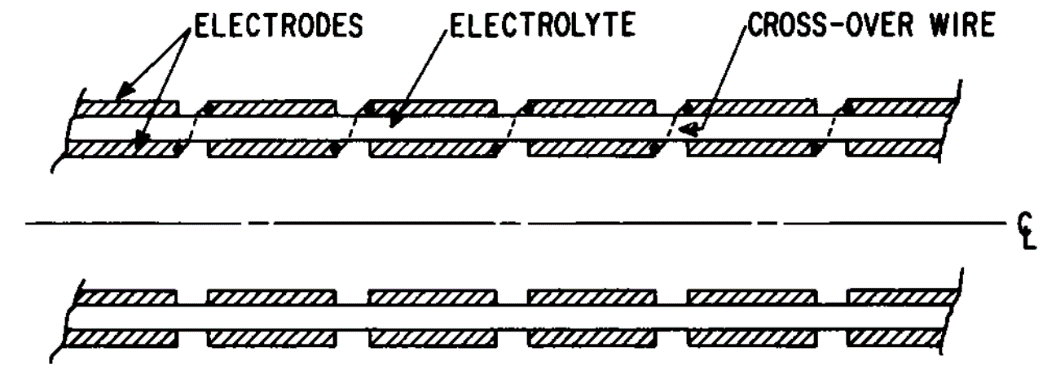 ELECTRODES
ELECTROLYTE
CROSS-OVER WIRE
℄